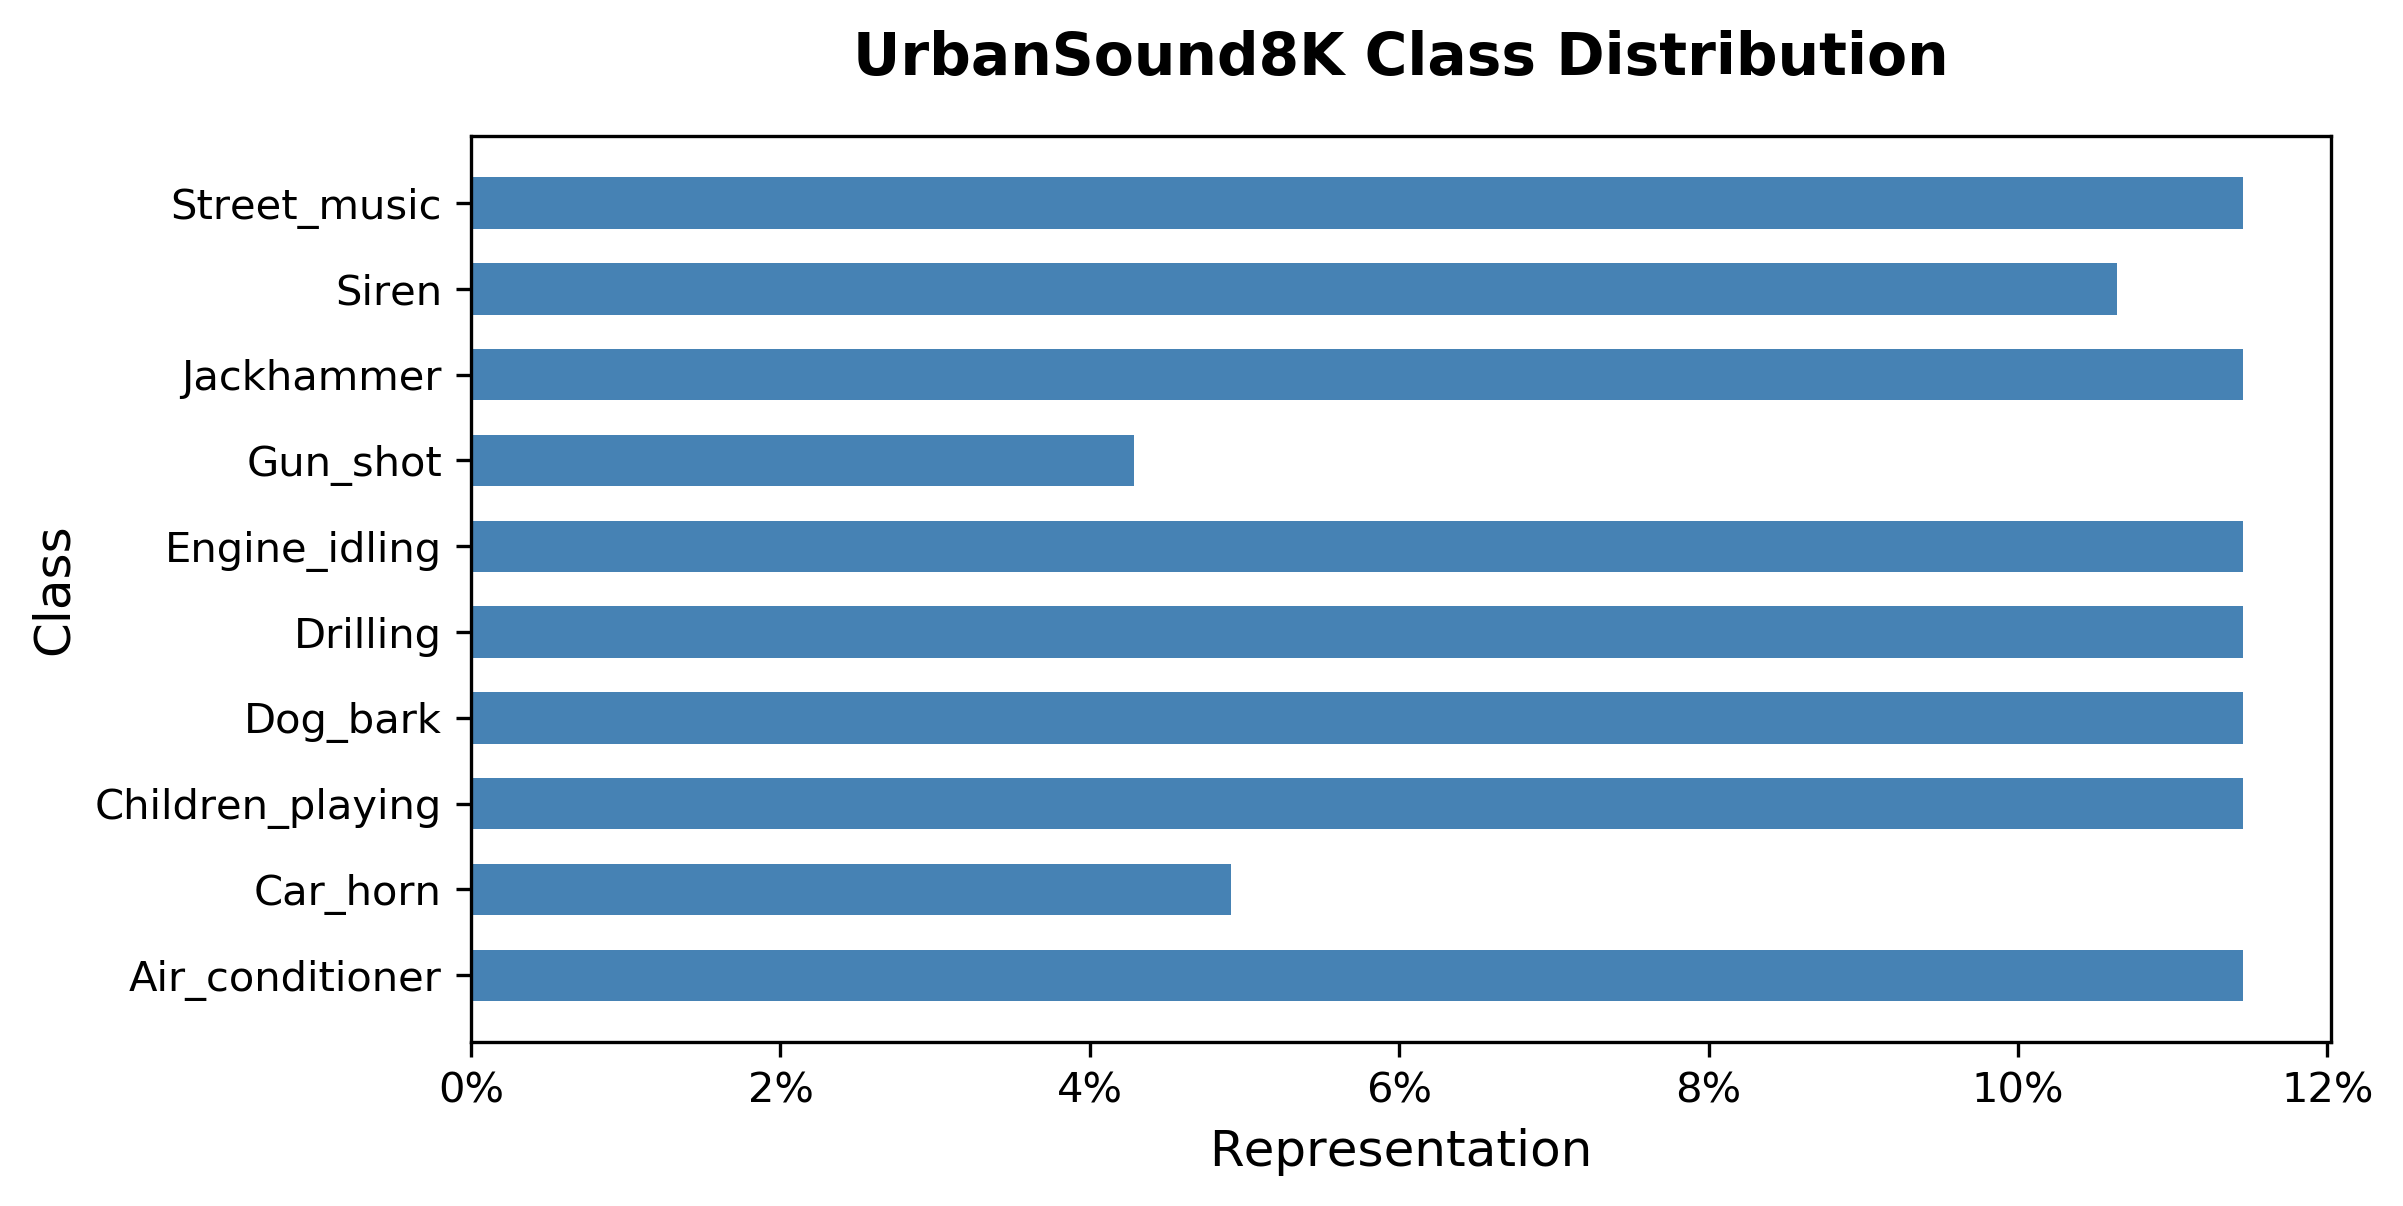 UrbanSound8K Class Distribution
Class
Street_music
Siren
Jackhammer
Gun_shot
Engine_idling
Drilling
Dog_bark
Children_playing
Car_horn
Air_conditioner
0% 2% 4% 6% 8% 10% 12%
Representation